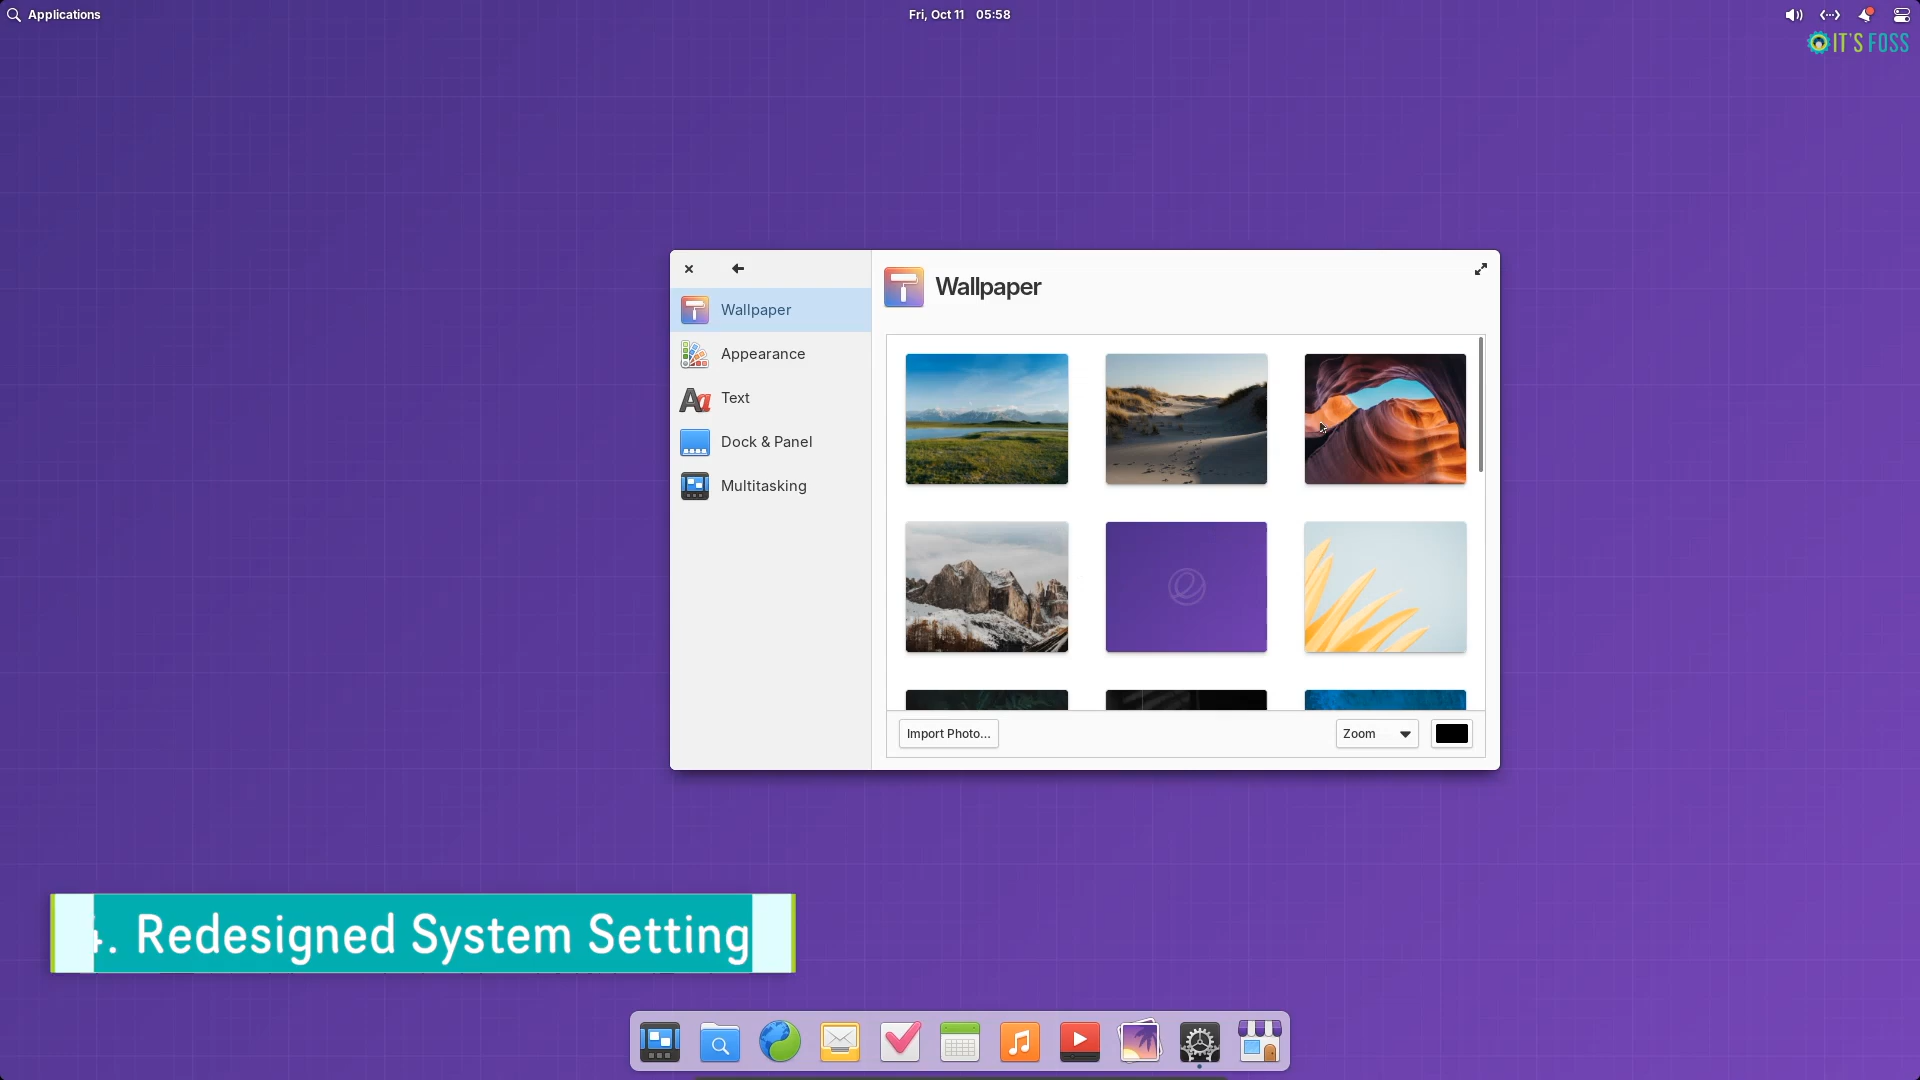 Applications
Fri, Oct 11 05:58
IT'S FOSS
Wallpaper
Wallpaper
Appearance
Text
Dock & Panel
Multitasking
Import Photo...
Zoom
4. Redesigned System Setting